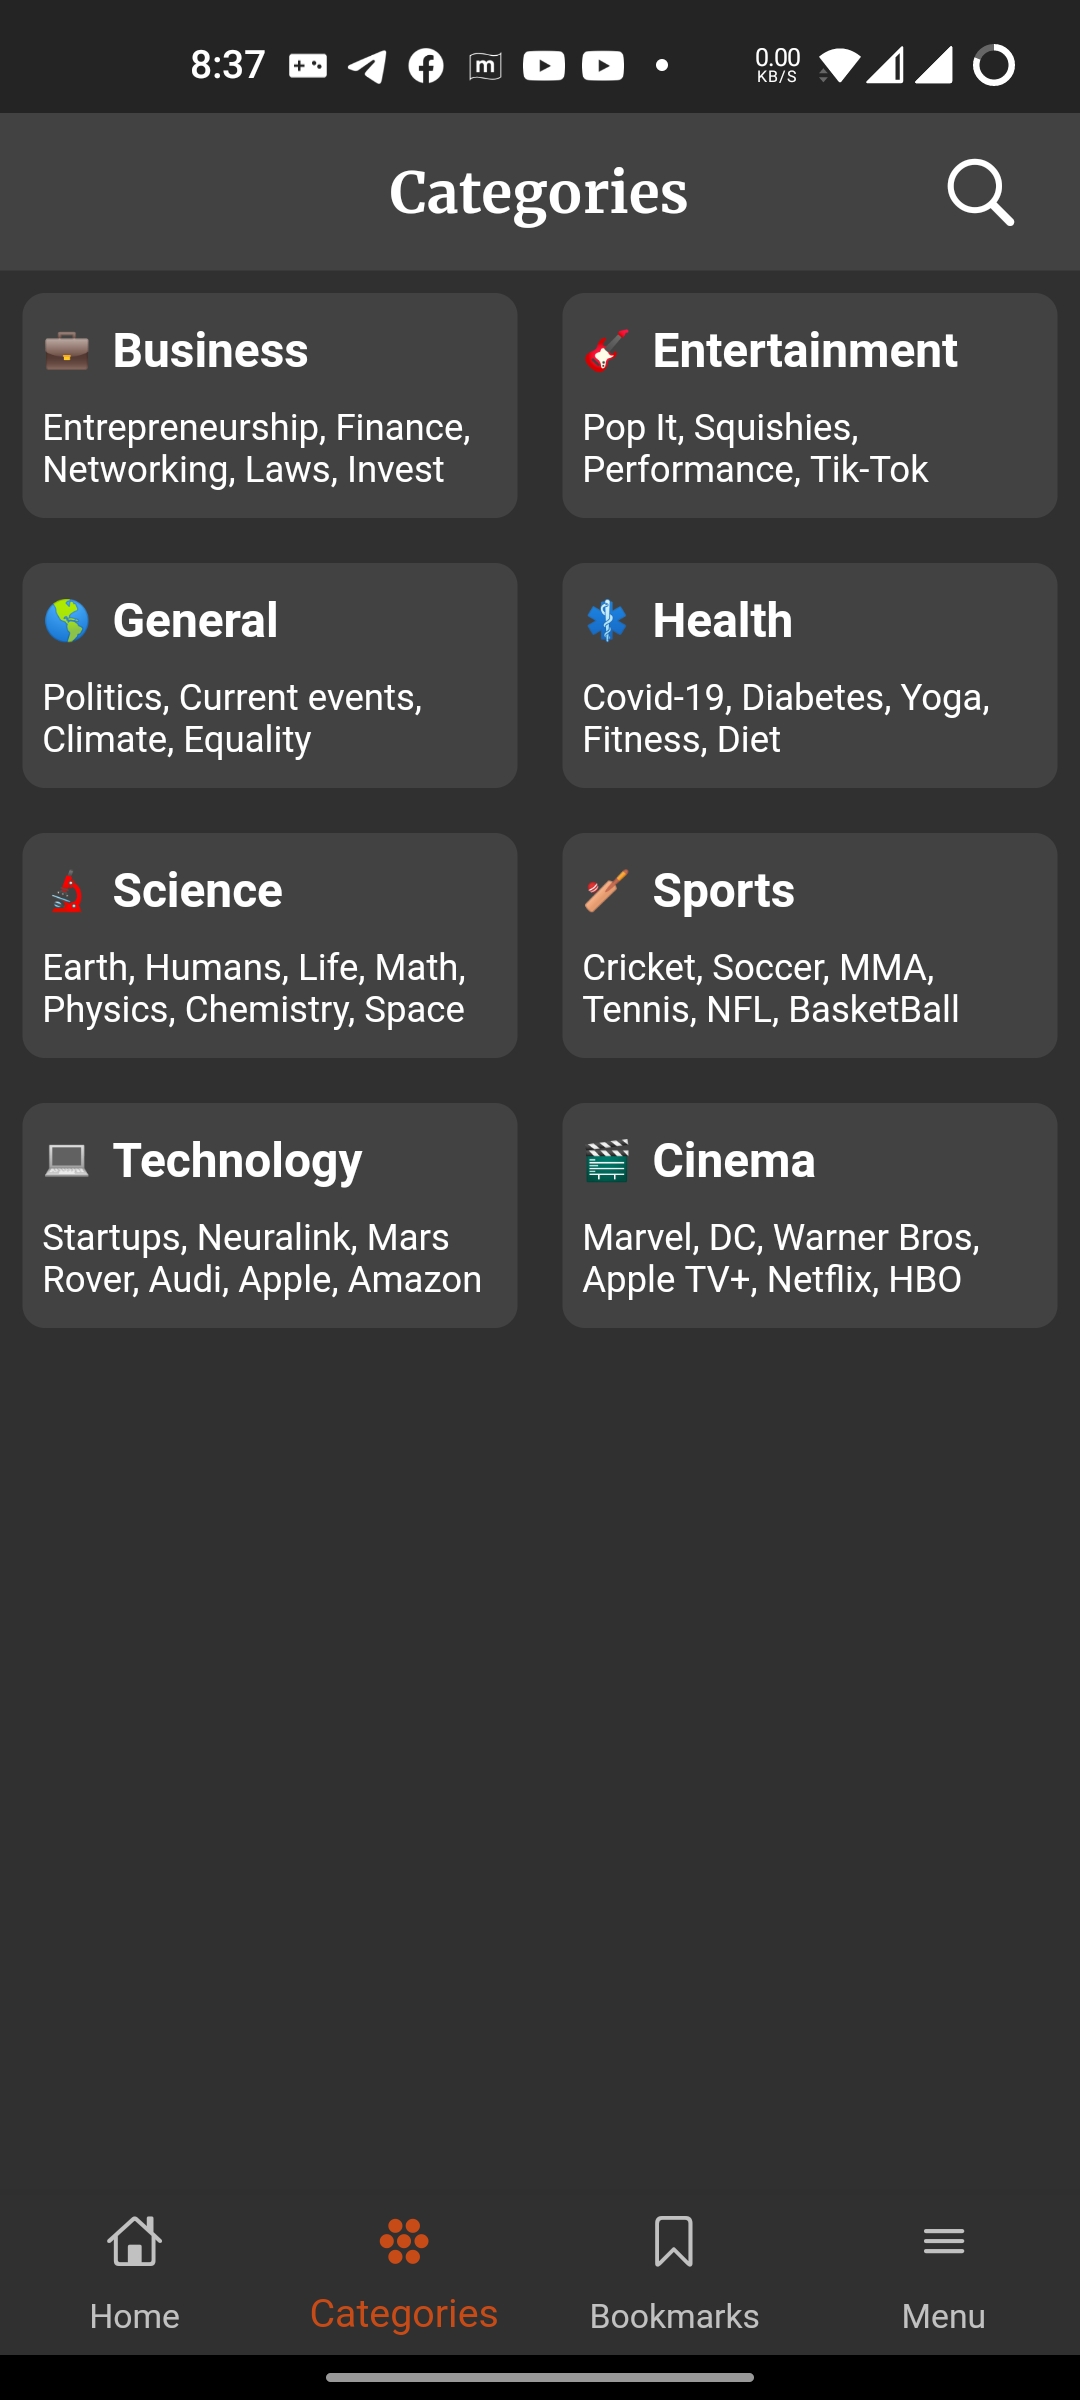 8:37
m
0.00
KB/S
Categories
Business
Entrepreneurship, Finance,
Networking, Laws, Invest
Entertainment
Pop It, Squishies,
Performance, Tik-Tok
General
Politics, Current events,
Climate, Equality
Health
Covid-19, Diabetes, Yoga,
Fitness, Diet
Science
Earth, Humans, Life, Math,
Physics, Chemistry, Space
Sports
Cricket, Soccer, MMA,
Tennis, NFL, BasketBall
Technology
Startups, Neuralink, Mars
Rover, Audi, Apple, Amazon
Cinema
Marvel, DC, Warner Bros,
Apple TV+, Netflix, HBO
Home
Categories
Bookmarks
Menu